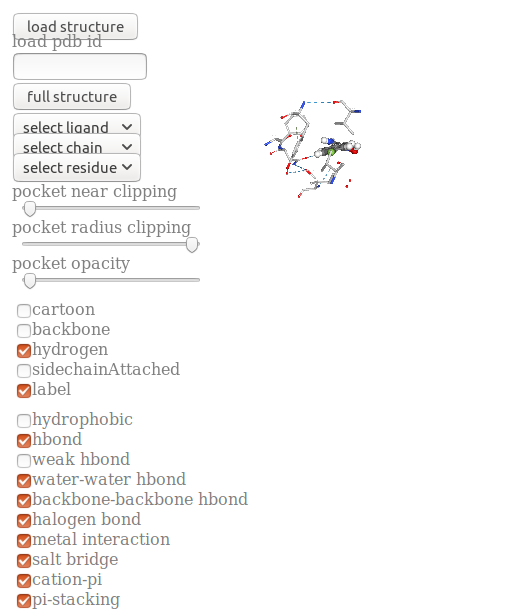 load structure
load pdb id
full structure
select ligand
select chain
select residue
pocket near clipping
pocket radius clipping
pocket opacity
cartoon
backbone
hydrogen
sidechainAttached
label
hydrophobic
hbond
weak hbond
water-water hbond
backbone-backbone hbond
halogen bond
metal interaction
salt bridge
cation-pi
pi-stacking